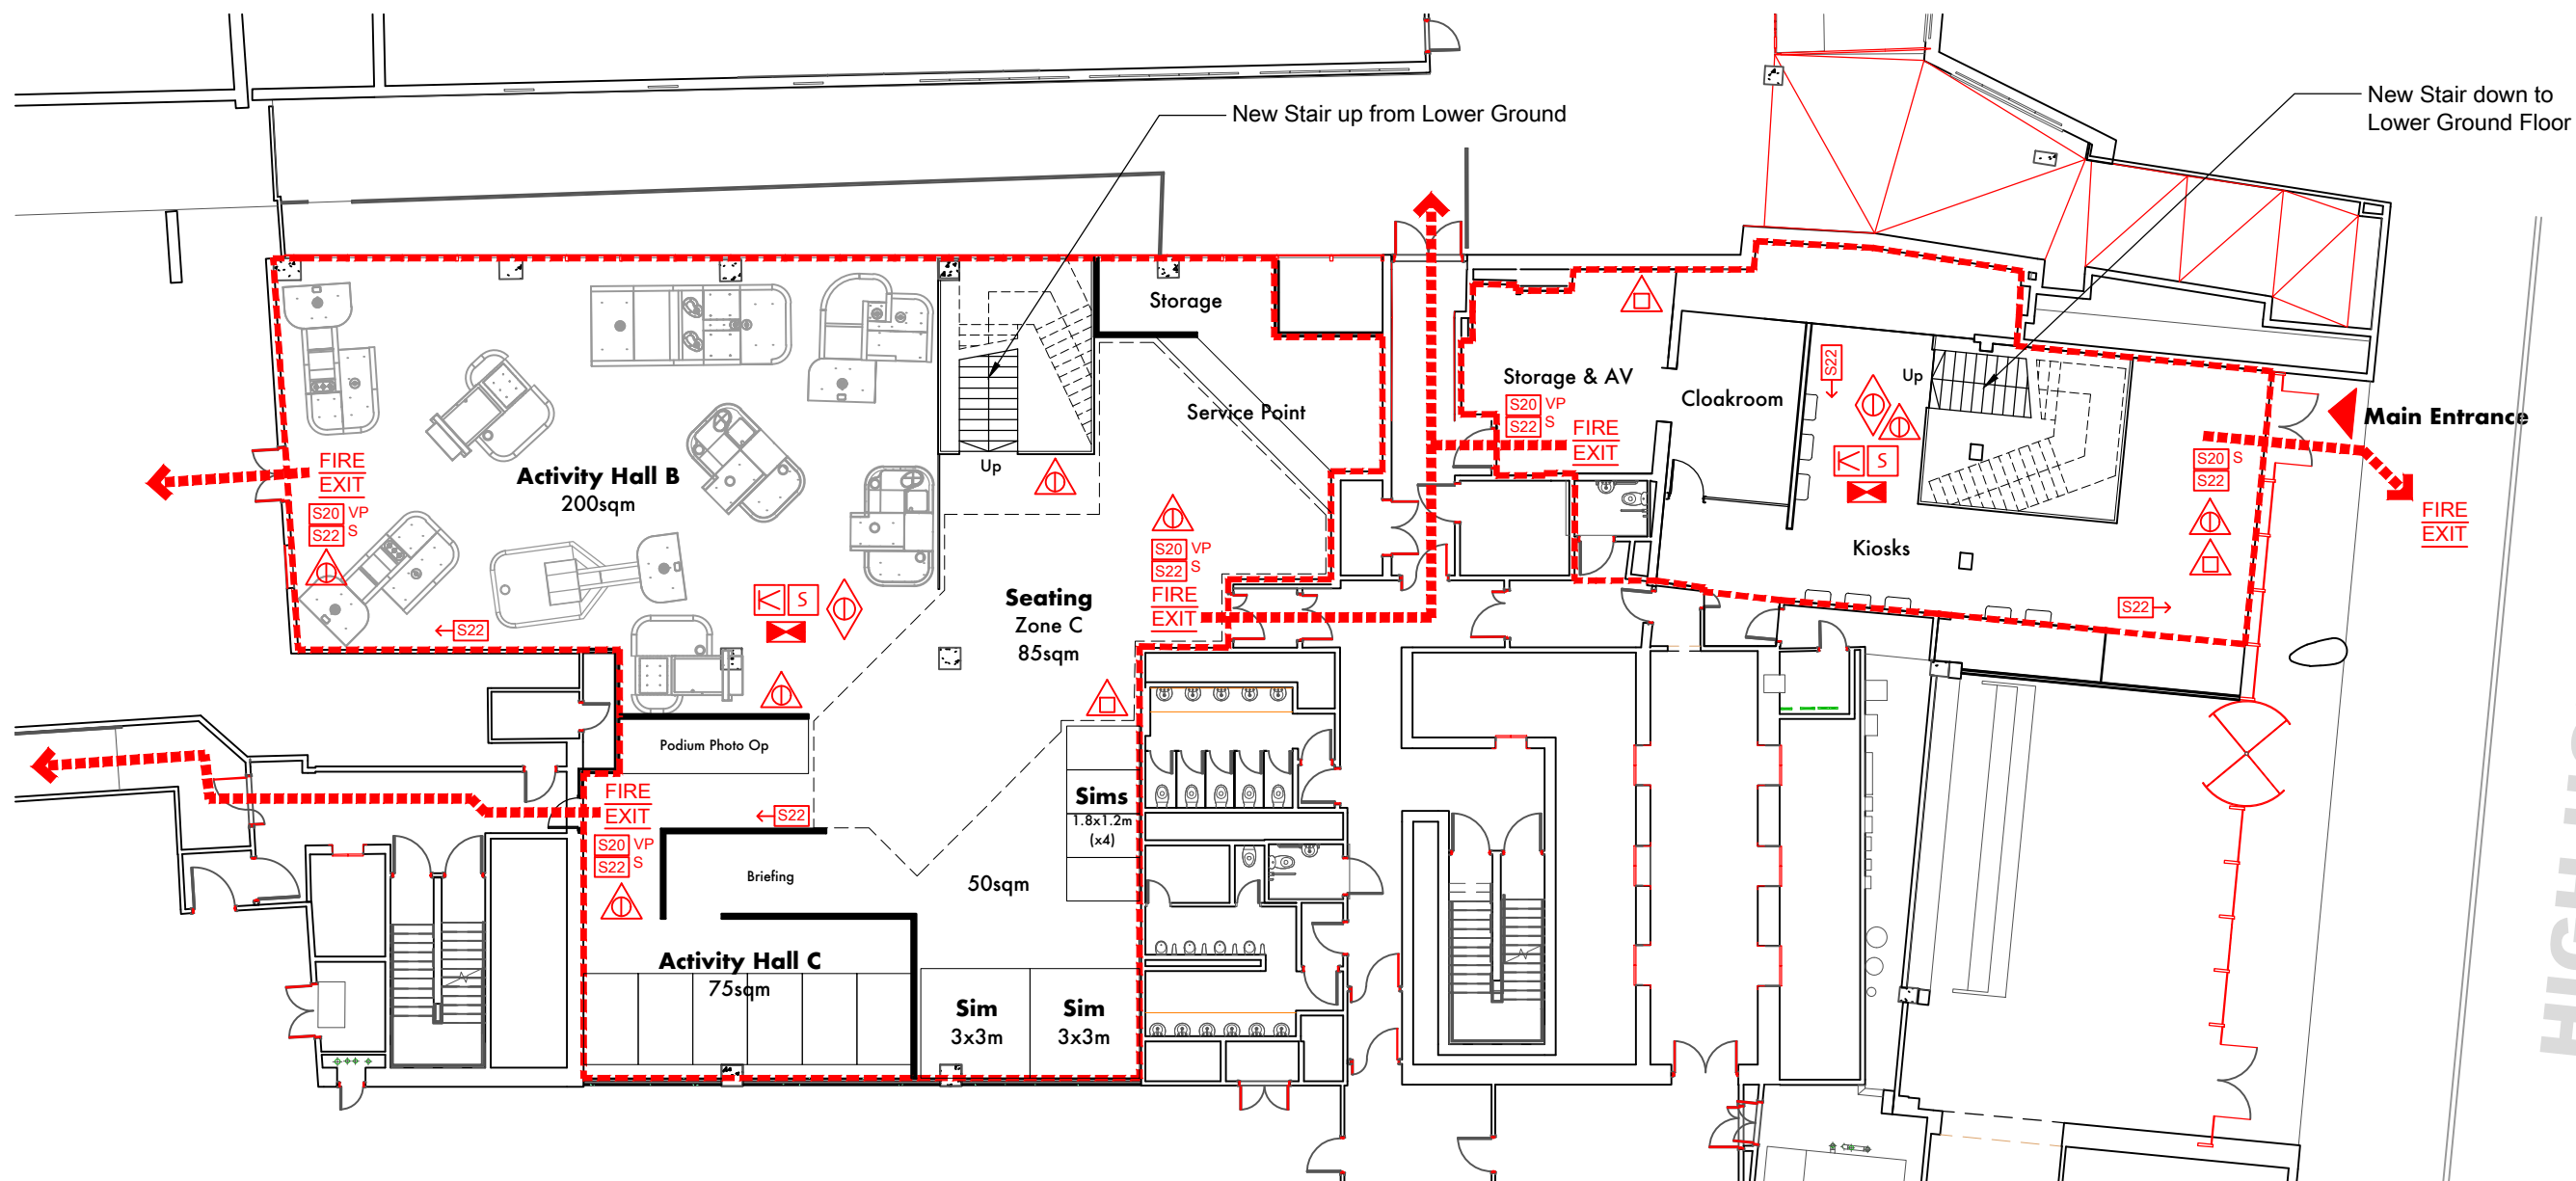 New Stair up from Lower Ground
New Stair down to
Lower Ground Floor
Storage
Service Point
Up
Activity Hall B
200sqm
FIRE
EXIT
S20 VP
S22 S
S22
K S
Seating
Zone C
85sqm
S20 VP
S22 S
FIRE
EXIT
Storage & AV
S20 VP
S22 S
FIRE
EXIT
Cloakroom
S22
Up
K S
Kiosks
Main Entrance
S20 S
S22
S22
FIRE
EXIT
Podium Photo Op
FIRE
EXIT
S20 VP
S22 S
S22
Briefing
Sims
1.8x1.2m
(x4)
50sqm
Activity Hall C
75sqm
Sim
3x3m
Sim
3x3m